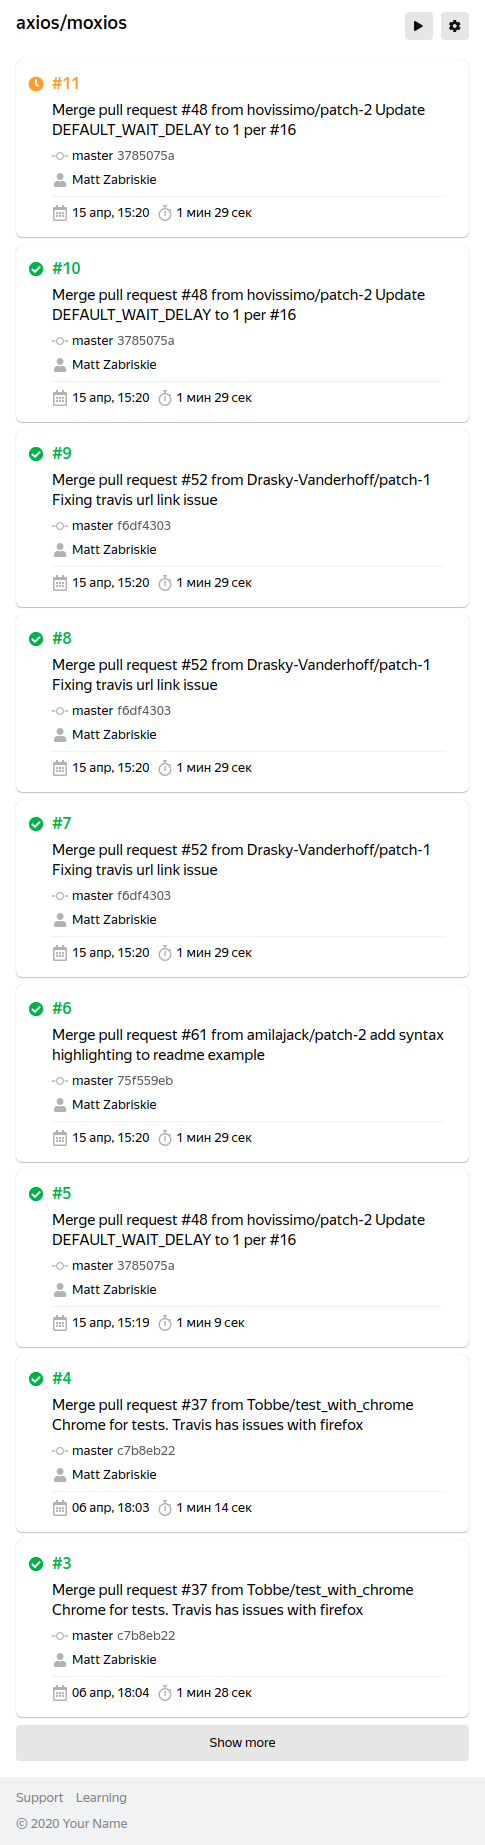 axios/moxios
#11
Merge pull request #48 from hovissimo/patch-2 Update
DEFAULT_WAIT_DELAY to 1 per #16
master 3785075a
Matt Zabriskie
15 апр, 15:20 1 мин 29 сек
#10
Merge pull request #48 from hovissimo/patch-2 Update
DEFAULT_WAIT_DELAY to 1 per #16
master 3785075a
Matt Zabriskie
15 апр, 15:20 1 мин 29 сек
#9
Merge pull request #52 from Drasky-Vanderhoff/patch-1
Fixing travis url link issue
master f6df4303
Matt Zabriskie
15 апр, 15:20 1 мин 29 сек
#8
Merge pull request #52 from Drasky-Vanderhoff/patch-1
Fixing travis url link issue
master f6df4303
Matt Zabriskie
15 апр, 15:20 1 мин 29 сек
#7
Merge pull request #52 from Drasky-Vanderhoff/patch-1
Fixing travis url link issue
master f6df4303
Matt Zabriskie
15 апр, 15:20 1 мин 29 сек
#6
Merge pull request #61 from amilajack/patch-2 add syntax
highlighting to readme example
master 75f559eb
Matt Zabriskie
15 апр, 15:20 1 мин 29 сек
#5
Merge pull request #48 from hovissimo/patch-2 Update
DEFAULT_WAIT_DELAY to 1 per #16
master 3785075a
Matt Zabriskie
15 апр, 15:19 1 мин 9 сек
#4
Merge pull request #37 from Tobbe/test_with_chrome
Chrome for tests. Travis has issues with firefox
master c7b8eb22
Matt Zabriskie
06 апр, 18:03 1 мин 14 сек
#3
Merge pull request #37 from Tobbe/test_with_chrome
Chrome for tests. Travis has issues with firefox
master c7b8eb22
Matt Zabriskie
06 апр, 18:04 1 мин 28 сек
Show more
Support Learning
© 2020 Your Name